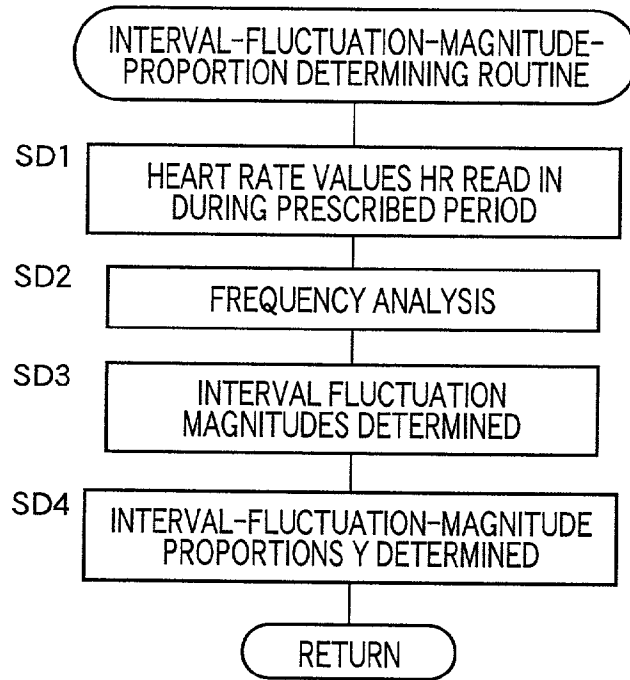 INTERVAL-FLUCTUATION-MAGNITUDE-
PROPORTION DETERMINING ROUTINE
SD1
HEART RATE VALUES HR READ IN
DURING PRESCRIBED PERIOD
SD2
FREQUENCY ANALYSIS
SD3
INTERVAL FLUCTUATION
MAGNITUDES DETERMINED
SD4
INTERVAL-FLUCTUATION-MAGNITUDE
PROPORTIONS Y DETERMINED
RETURN